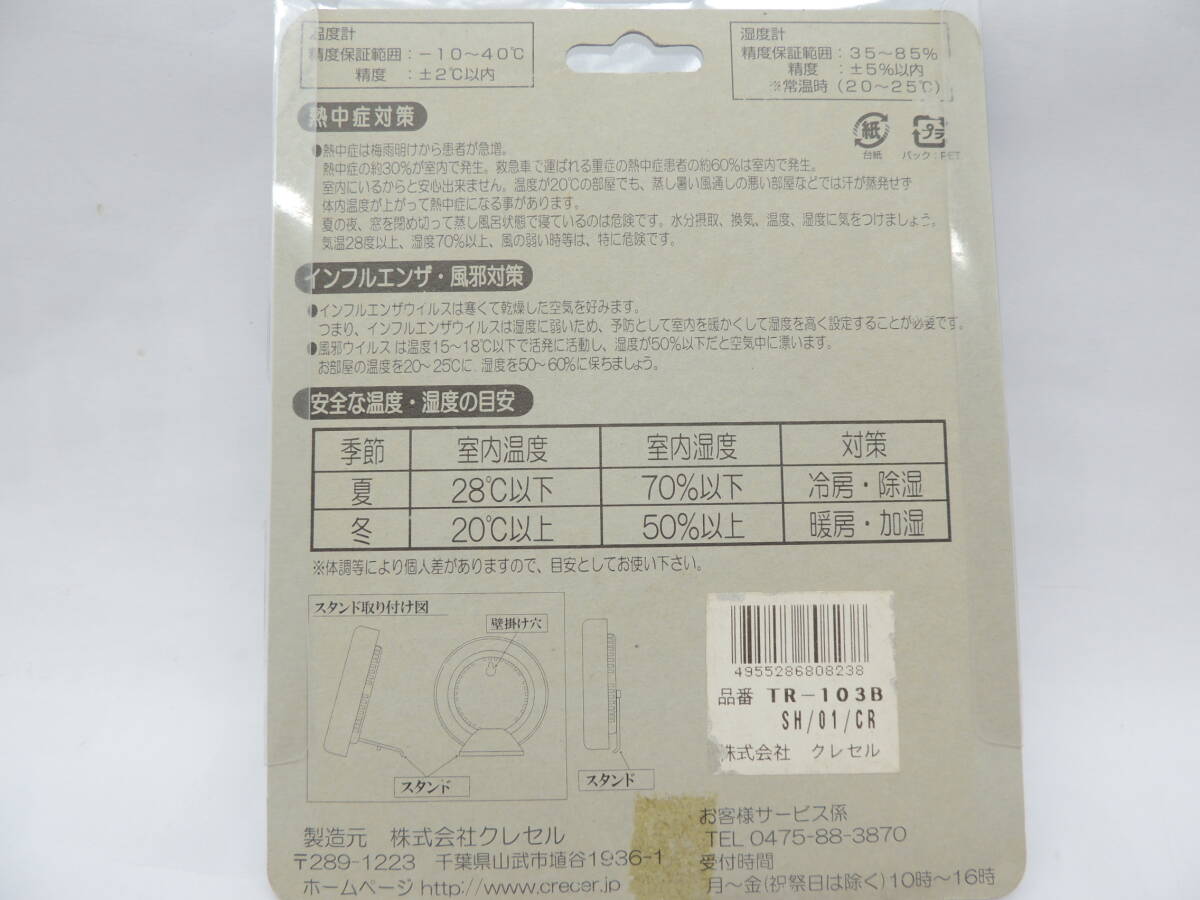 温度計
精度保証範囲：－10～40℃
精度　：±2℃以内
湿度計
精度保証範囲：35～85%
精度　：±5%以内
※常温時（20～25℃）
熱中症対策
紙
台紙
プラ
パック：PET
●熱中症は梅雨明けから患者が急増。
熱中症の約30%が室内で発生。救急車で運ばれる重症の熱中症患者の約60%は室内で発生。
室内にいるからと安心出来ません。温度が20℃の部屋でも、蒸し暑い風通しの悪い部屋などでは汗が蒸発せず
体内温度が上がって熱中症になる事があります。
夏の夜、窓を閉め切って蒸し風呂状態で寝ているのは危険です。水分摂取、換気、温度、湿度に気をつけましょう。
気温28度以上、湿度70%以上、風の弱い時等は、特に危険です。
インフルエンザ・風邪対策
●インフルエンザウイルスは寒くて乾燥した空気を好みます。
つまり、インフルエンザウイルスは湿度に弱いため、予防として室内を暖かくして湿度を高く設定することが必要です。
●風邪ウイルス は温度15～18℃以下で活発に活動し、湿度が50%以下だと空気中に漂います。
お部屋の温度を20～25℃に、湿度を50～60%に保ちましょう。
安全な温度・湿度の目安
季節 室内温度 室内湿度 対策
夏 28℃以下 70%以下 冷房・除湿
冬 20℃以上 50%以上 暖房・加湿
※体調等により個人差がありますので、目安としてお使い下さい。
スタンド取り付け図
壁掛け穴
スタンド
スタンド
4955286808238
品番 TR－103B
SH/01/CR
株式会社　クレセル
製造元　株式会社クレセル
〒289-1223　千葉県山武市埴谷1936-1
ホームページ http://www.crecer.jp
お客様サービス係
TEL 0475-88-3870
受付時間
月～金(祝祭日は除く)10時～16時